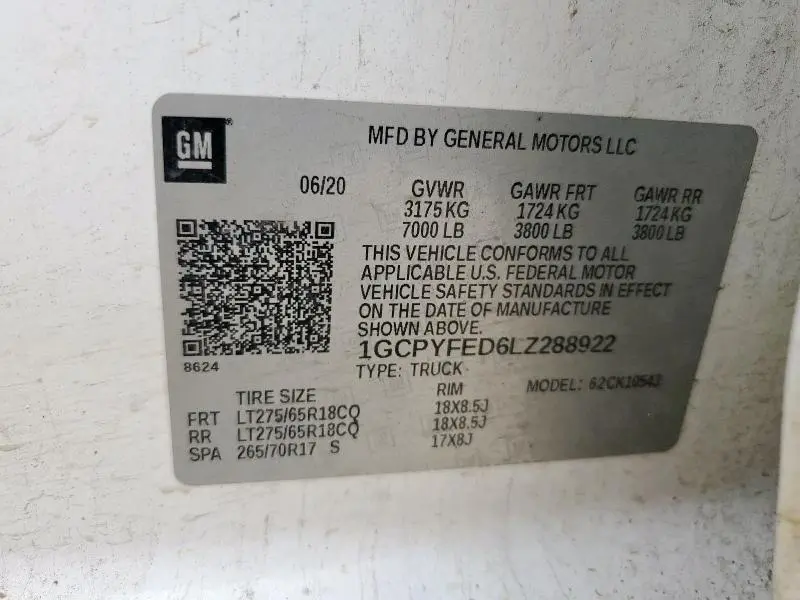 GM ®
MFD BY GENERAL MOTORS LLC
06/20 GVWR GAWR FRT GAWR RR
3175 KG 1724 KG 1724 KG
7000 LB 3800 LB 3800 LB
THIS VEHICLE CONFORMS TO ALL
APPLICABLE U.S. FEDERAL MOTOR
VEHICLE SAFETY STANDARDS IN EFFECT
ON THE DATE OF MANUFACTURE
SHOWN ABOVE.
1GCPYFED6LZ288922
8624
TYPE: TRUCK MODEL: 62CK10543
TIRE SIZE RIM
FRT LT275/65R18CQ 18X8.5J
RR LT275/65R18CQ 18X8.5J
SPA 265/70R17 S 17X8J